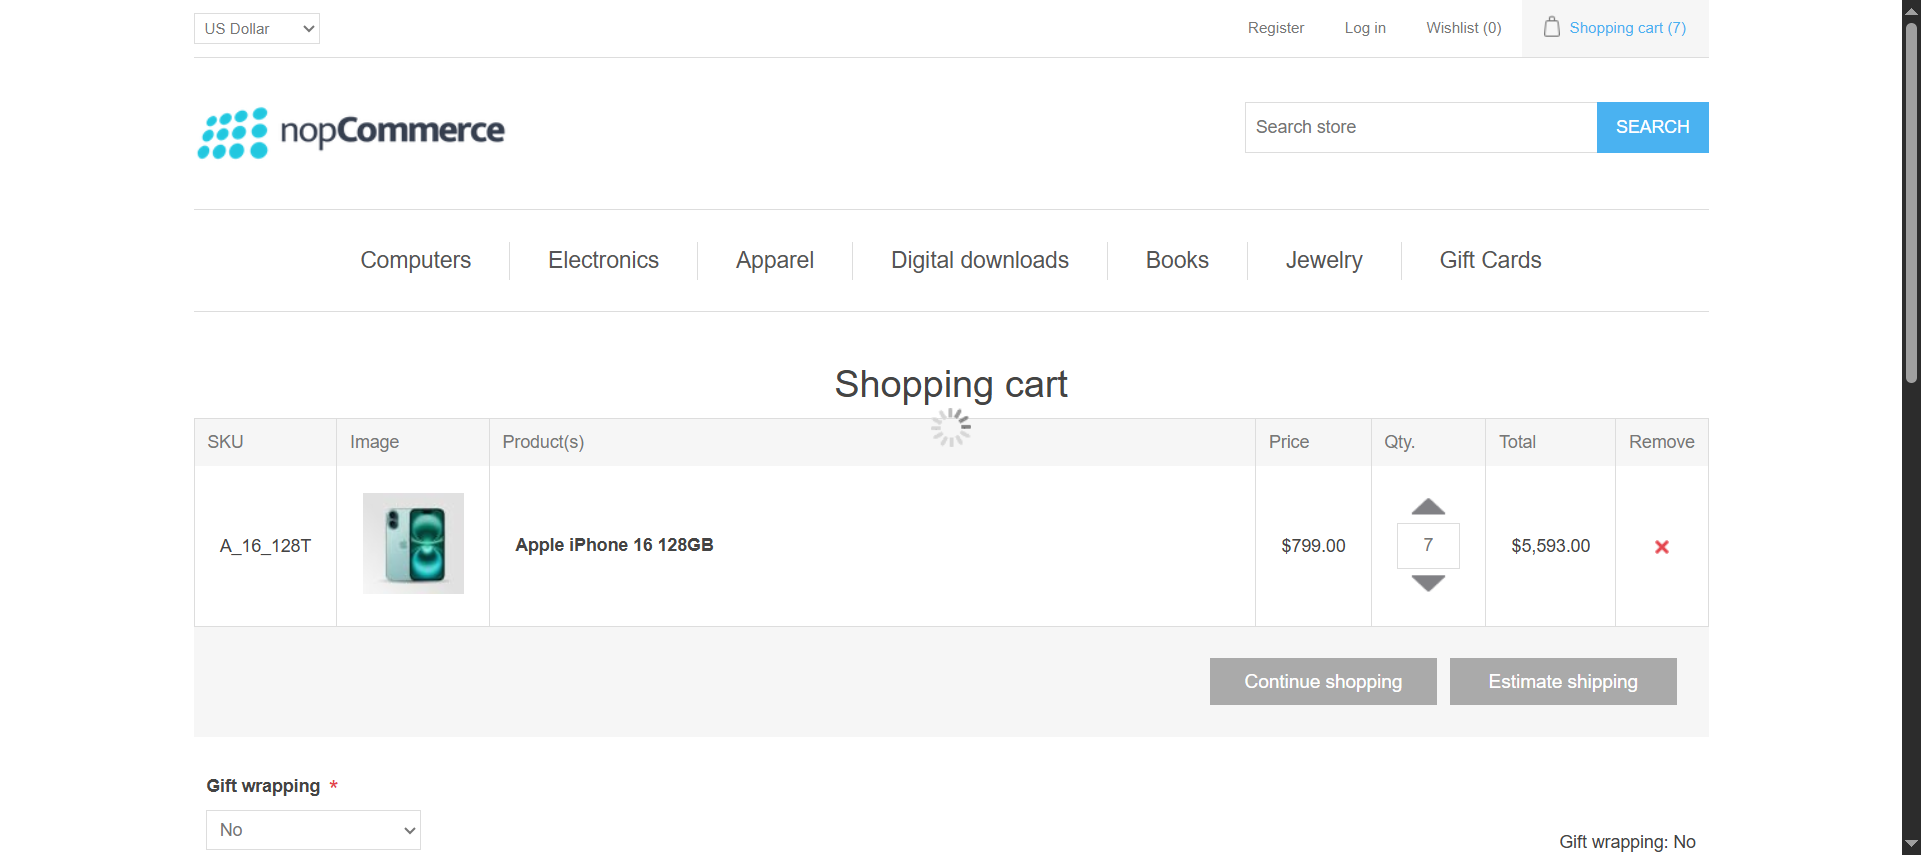 US Dollar
Register
Log in
Wishlist (0)
Shopping cart (7)
nopCommerce
Search store
SEARCH
Computers
Electronics
Apparel
Digital downloads
Books
Jewelry
Gift Cards
Shopping cart
SKU
Image
Product(s)
Price
Qty.
Total
Remove
A_16_128T
Apple iPhone 16 128GB
$799.00
7
$5,593.00
Continue shopping
Estimate shipping
Gift wrapping *
No
Gift wrapping: No